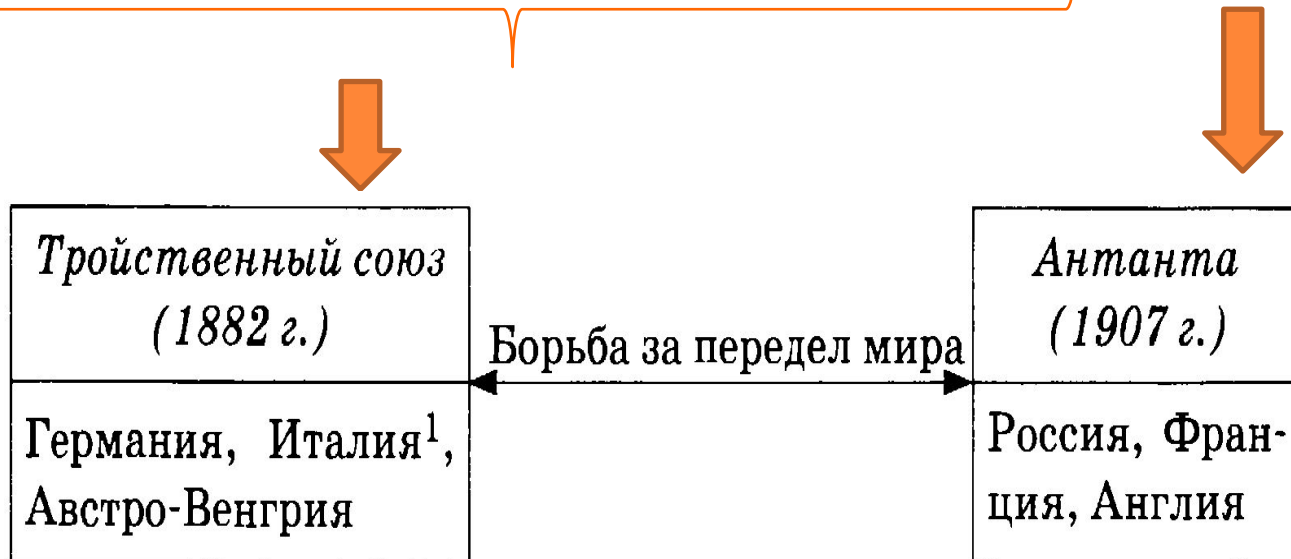 Тройственный союз
(1882 г.)
Борьба за передел мира
Антанта
(1907 г.)
Германия, Италия¹,
Австро-Венгрия
Россия, Фран-
ция, Англия